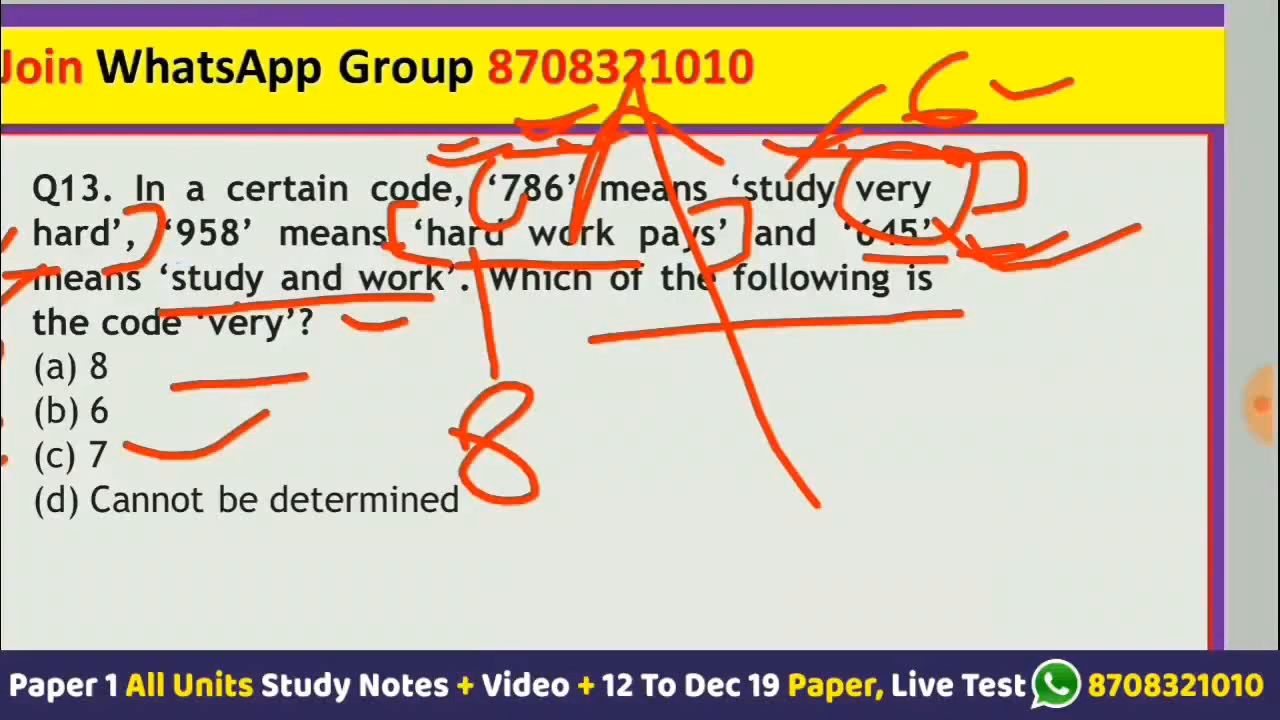 Join WhatsApp Group 8708321010
6
Q13. In a certain code, ‘786’ means ‘study very
hard’, ‘958’ means ‘hard work pays’ and ‘645’
means ‘study and work’. Which of the following is
the code ‘very’?
(a) 8
(b) 6
(c) 7
8
(d) Cannot be determined
Paper 1 All Units Study Notes + Video + 12 To Dec 19 Paper, Live Test 8708321010